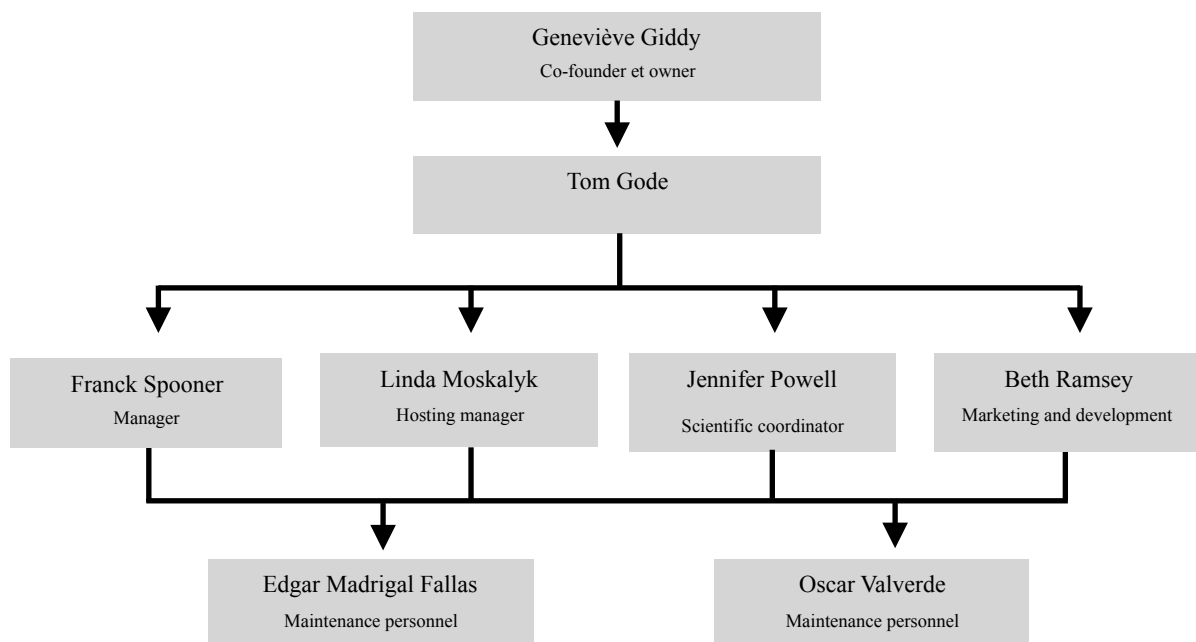 Geneviève Giddy
Co-founder et owner
Tom Gode
Franck Spooner
Manager
Linda Moskalyk
Hosting manager
Jennifer Powell
Scientific coordinator
Beth Ramsey
Marketing and development
Edgar Madrigal Fallas
Maintenance personnel
Oscar Valverde
Maintenance personnel